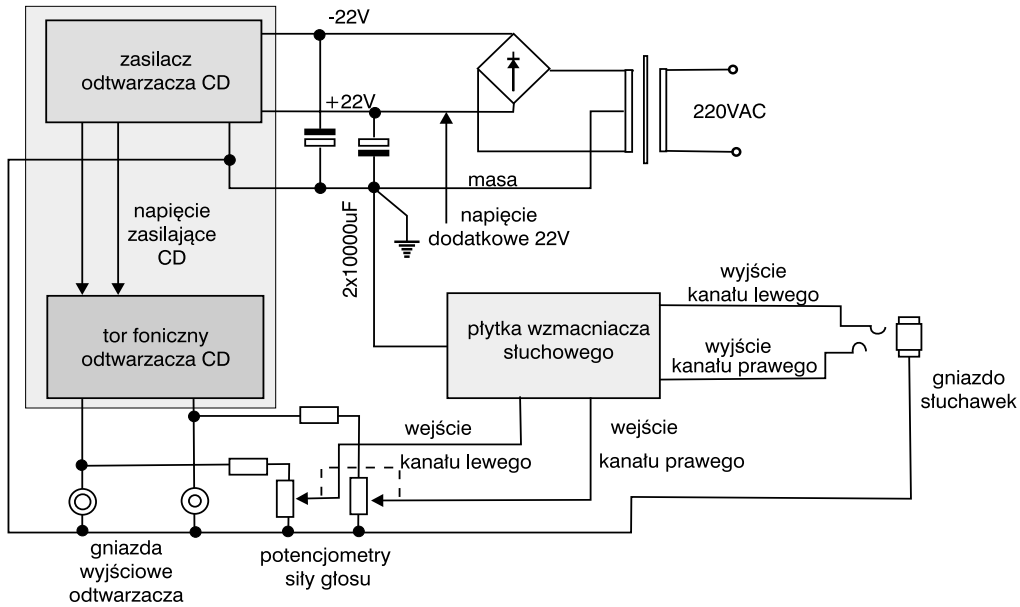 -22V
zasilacz
odtwarzacza CD
+22V
220VAC
masa
napięcie
zasilające
CD
2x10000uF
napięcie
dodatkowe 22V
wyjście
kanału lewego
tor foniczny
odtwarzacza CD
płytka wzmacniacza
słuchowego
wyjście
kanału prawego
gniazdo
słuchawek
wejście
kanału lewego
wejście
kanału prawego
gniazda
wyjściowe
odtwarzacza
potencjometry
siły głosu